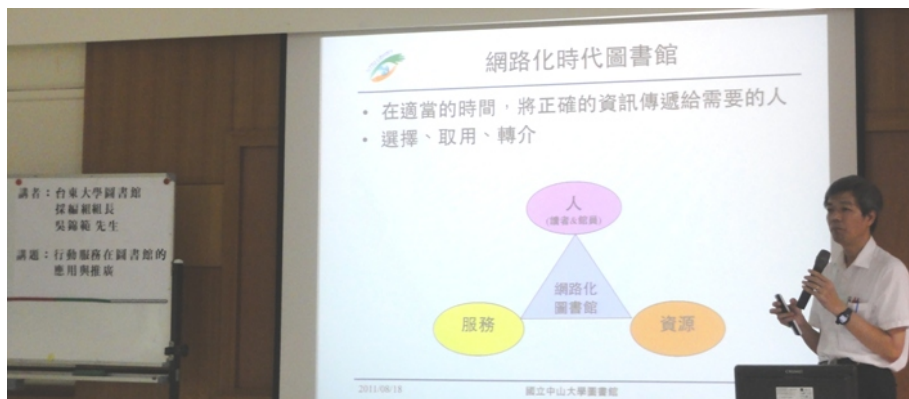 講者：台東大學圖書館
採編組組長
吳錦範 先生
講題：行動服務在圖書館的
應用與推廣
網路化時代圖書館
• 在適當的時間，將正確的資訊傳遞給需要的人
• 選擇、取用、轉介
人
(讀者&館員)
網路化
圖書館
服務
資源
2011/08/18
國立中山大學圖書館